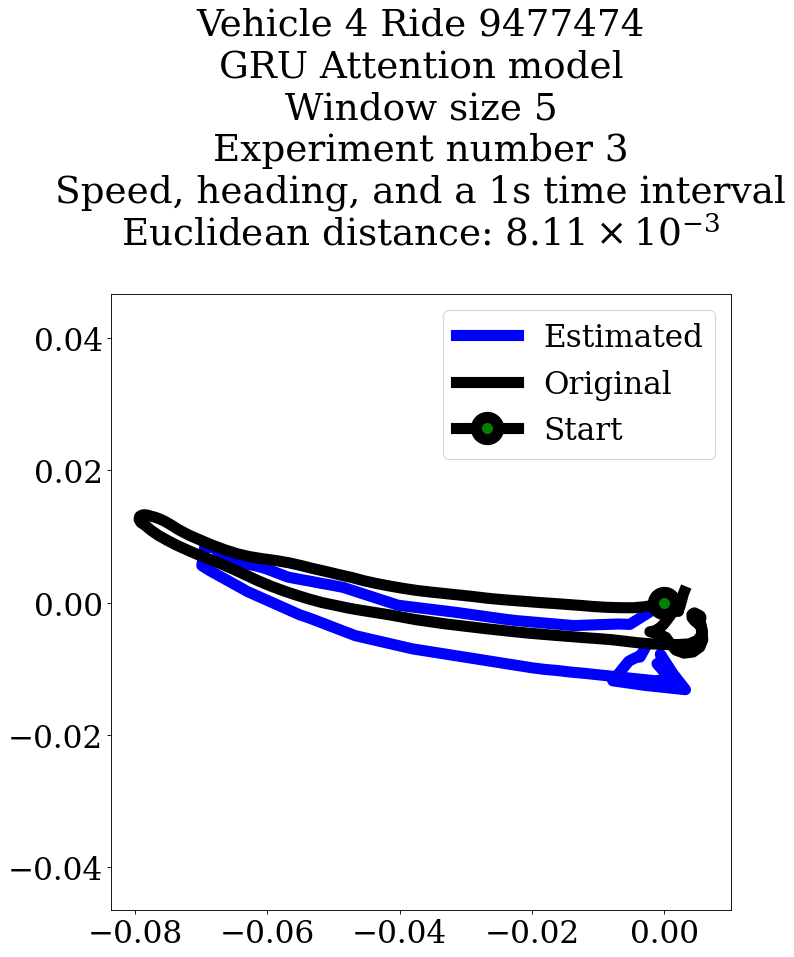 Vehicle 4 Ride 9477474
GRU Attention model
Window size 5
Experiment number 3
Speed, heading, and a 1s time interval
Euclidean distance: 8.11 × 10⁻³
Estimated
Original
Start
0.04
0.02
0.00
−0.02
−0.04
−0.08 −0.06 −0.04 −0.02 0.00